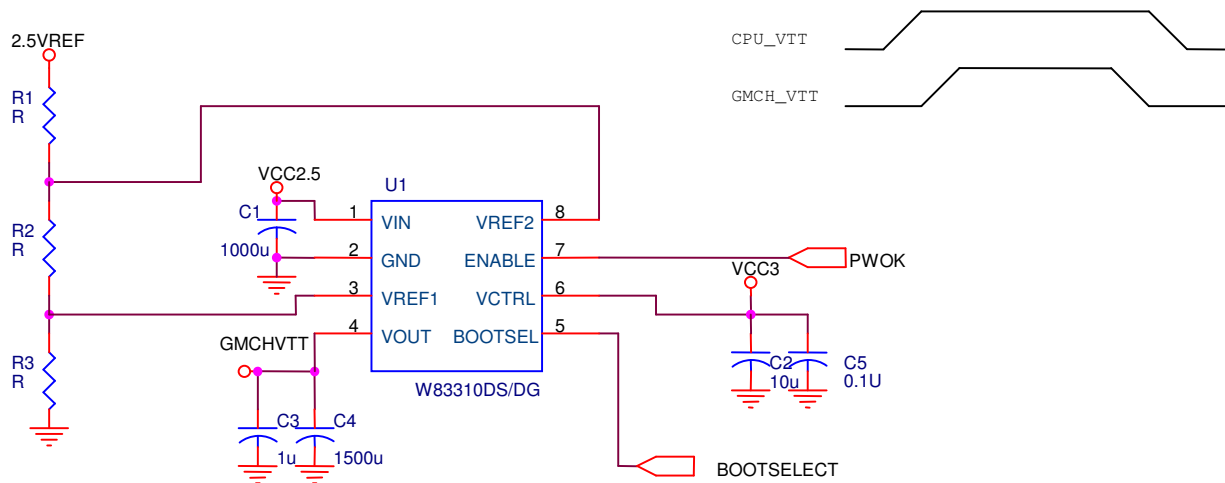 2.5VREF
R1
R
R2
R
R3
R
VCC2.5
C1
1000u
GMCHVTT
C3
1u
C4
1500u
U1
1 VIN
2 GND
3 VREF1
4 VOUT
VREF2 8
ENABLE 7
VCTRL 6
BOOTSEL 5
W83310DS/DG
PWOK
VCC3
C2
10u
C5
0.1U
BOOTSELECT
CPU_VTT
GMCH_VTT